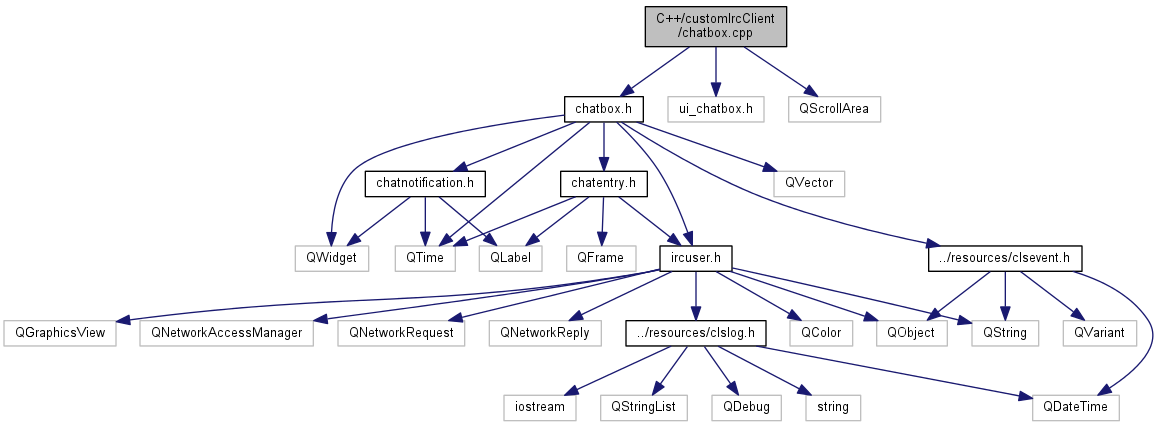 C++/customIrcClient
/chatbox.cpp
chatbox.h
ui_chatbox.h
QScrollArea
chatnotification.h
chatentry.h
QVector
QWidget
QTime
QLabel
QFrame
ircuser.h
../resources/clsevent.h
QGraphicsView
QNetworkAccessManager
QNetworkRequest
QNetworkReply
../resources/clslog.h
QColor
QObject
QString
QVariant
iostream
QStringList
QDebug
string
QDateTime